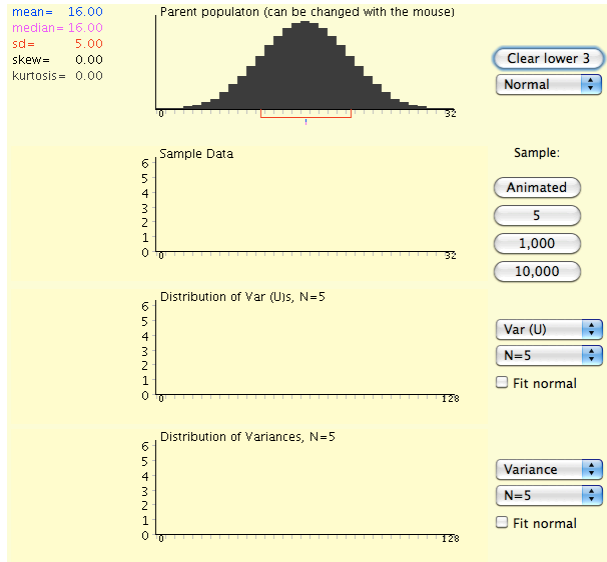 mean= 16.00
median= 16.00
sd= 5.00
skew= 0.00
kurtosis= 0.00
Parent populaton (can be changed with the mouse)
0 32
Clear lower 3
Normal
Sample Data
6
5
4
3
2
1
0
0 32
Sample:
Animated
5
1,000
10,000
Distribution of Var (U)s, N=5
6
5
4
3
2
1
0
0 128
Var (U)
N=5
Fit normal
Distribution of Variances, N=5
6
5
4
3
2
1
0
0 128
Variance
N=5
Fit normal